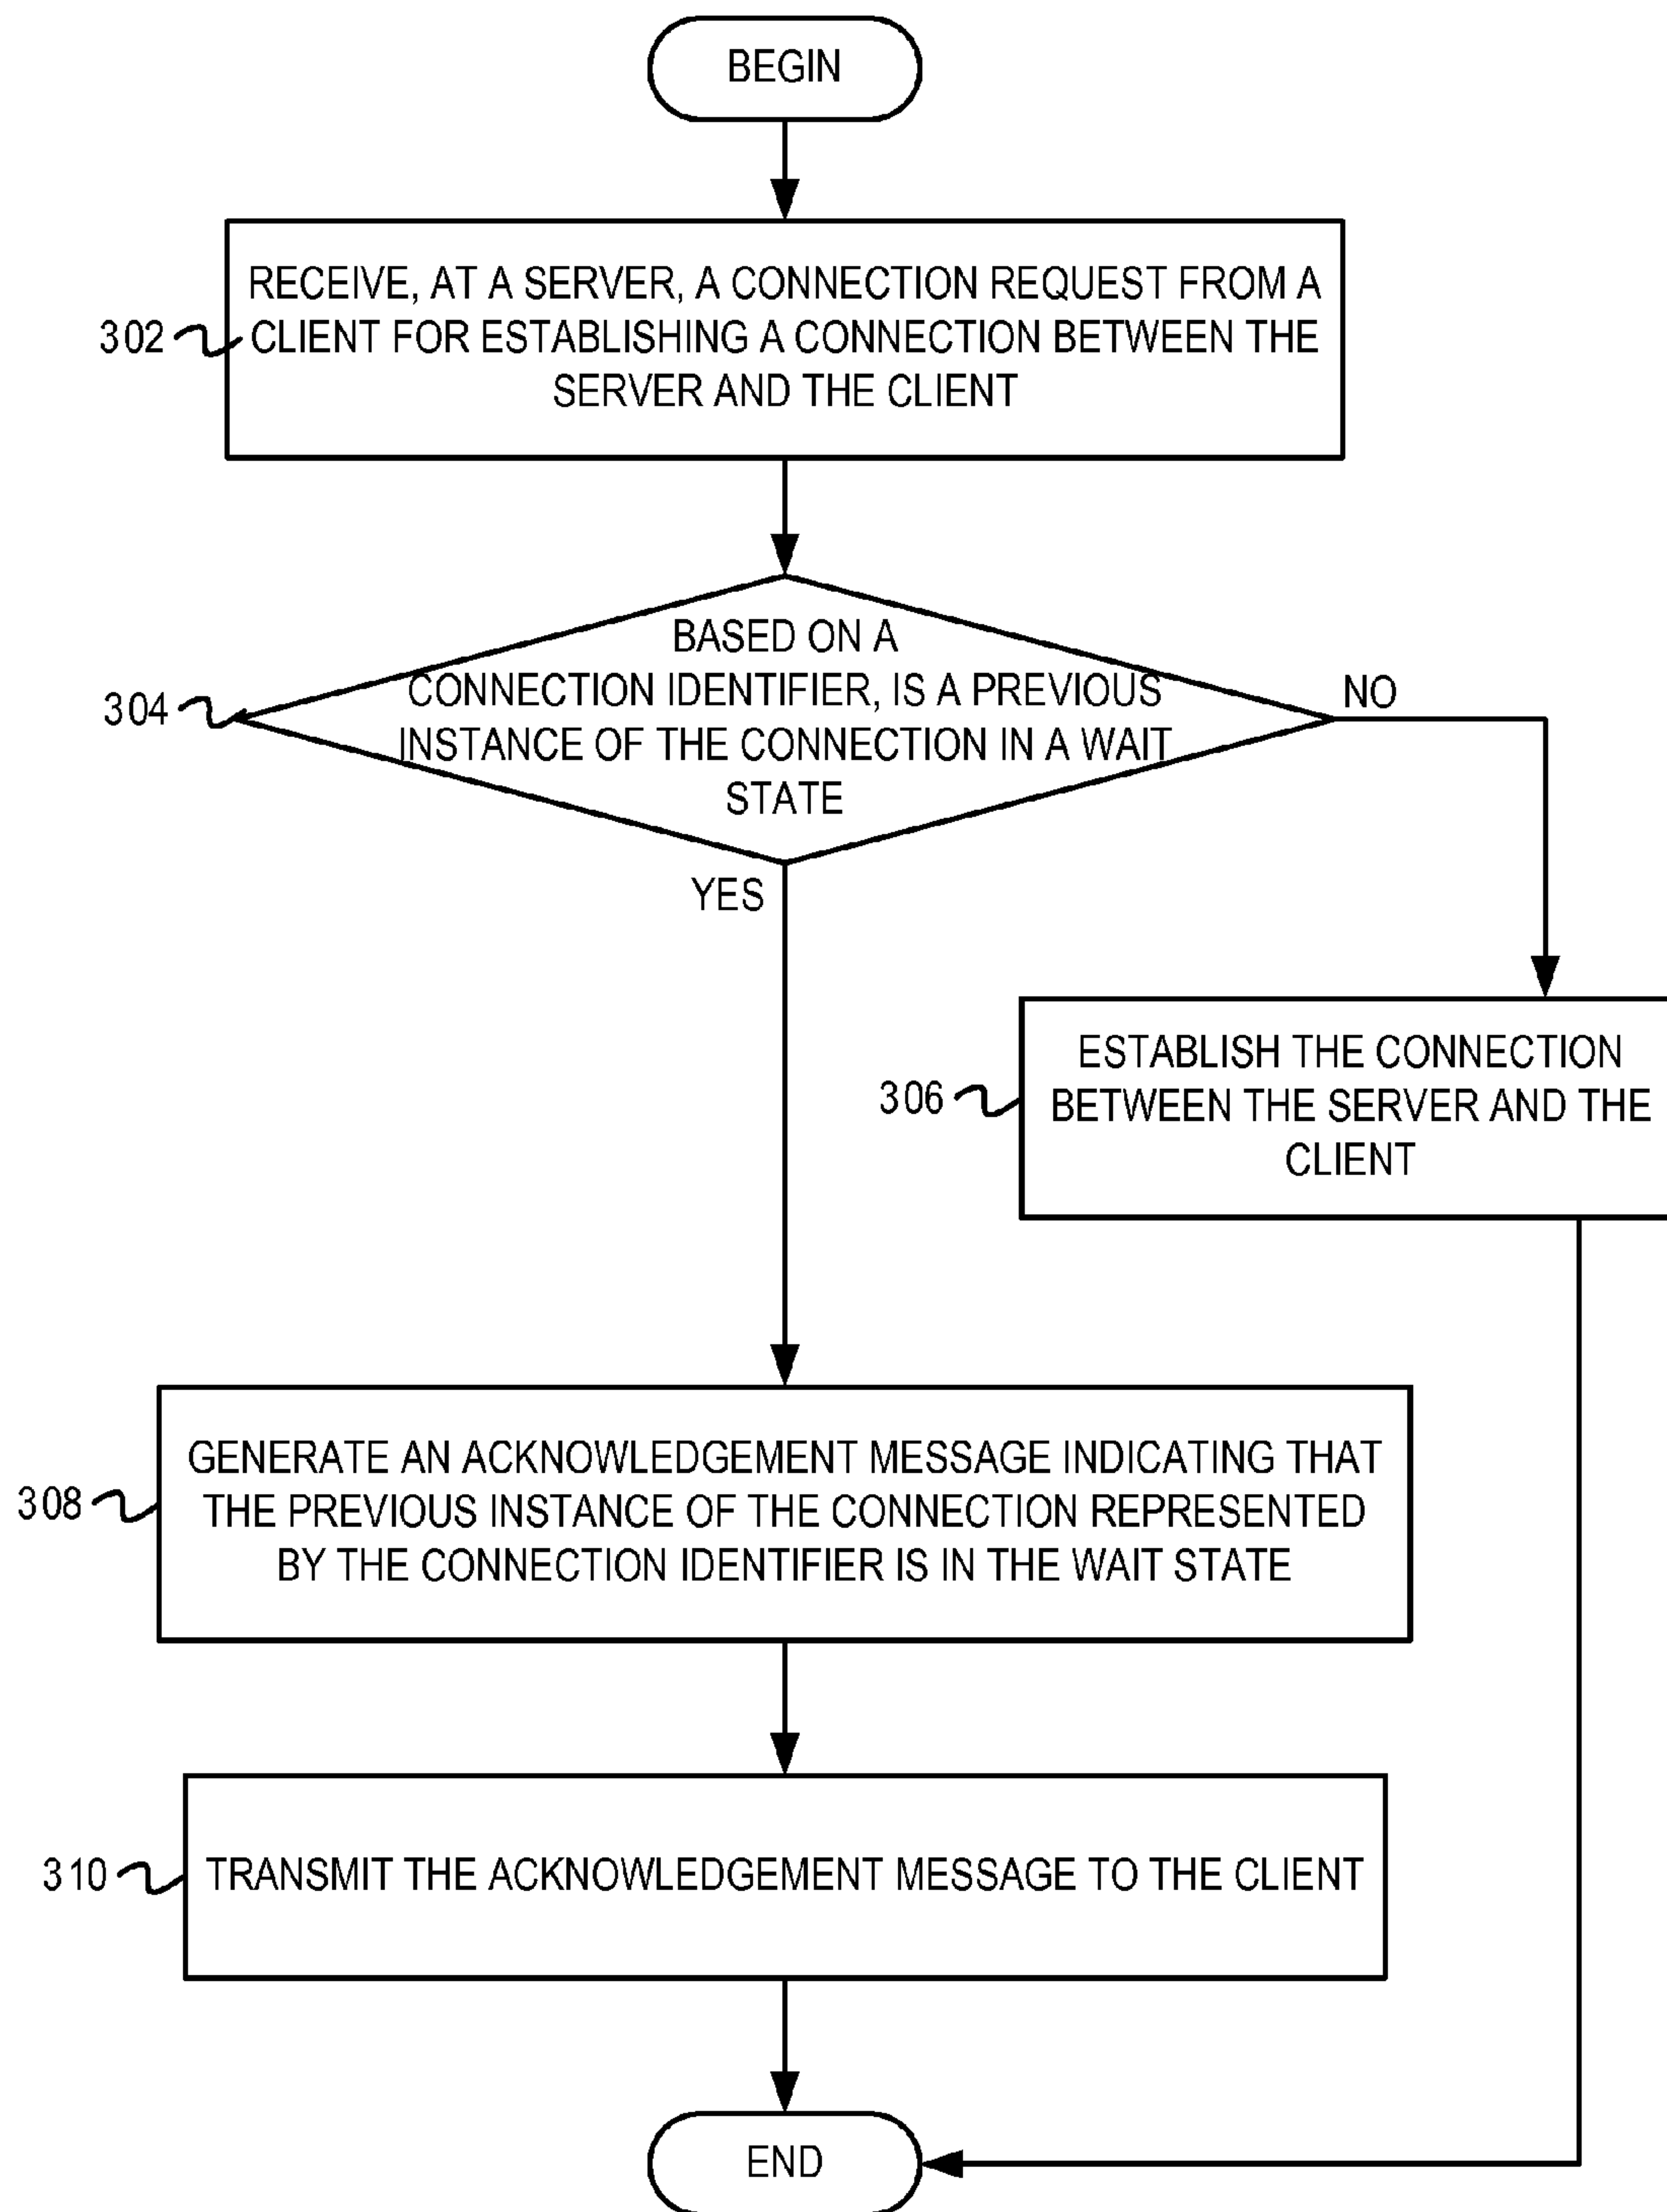 BEGIN
RECEIVE, AT A SERVER, A CONNECTION REQUEST FROM A
302
CLIENT FOR ESTABLISHING A CONNECTION BETWEEN THE
SERVER AND THE CLIENT
BASED ON A
CONNECTION IDENTIFIER, IS A PREVIOUS
304
INSTANCE OF THE CONNECTION IN A WAIT
STATE
NO
YES
ESTABLISH THE CONNECTION
306
BETWEEN THE SERVER AND THE
CLIENT
GENERATE AN ACKNOWLEDGEMENT MESSAGE INDICATING THAT
308
THE PREVIOUS INSTANCE OF THE CONNECTION REPRESENTED
BY THE CONNECTION IDENTIFIER IS IN THE WAIT STATE
310
TRANSMIT THE ACKNOWLEDGEMENT MESSAGE TO THE CLIENT
END